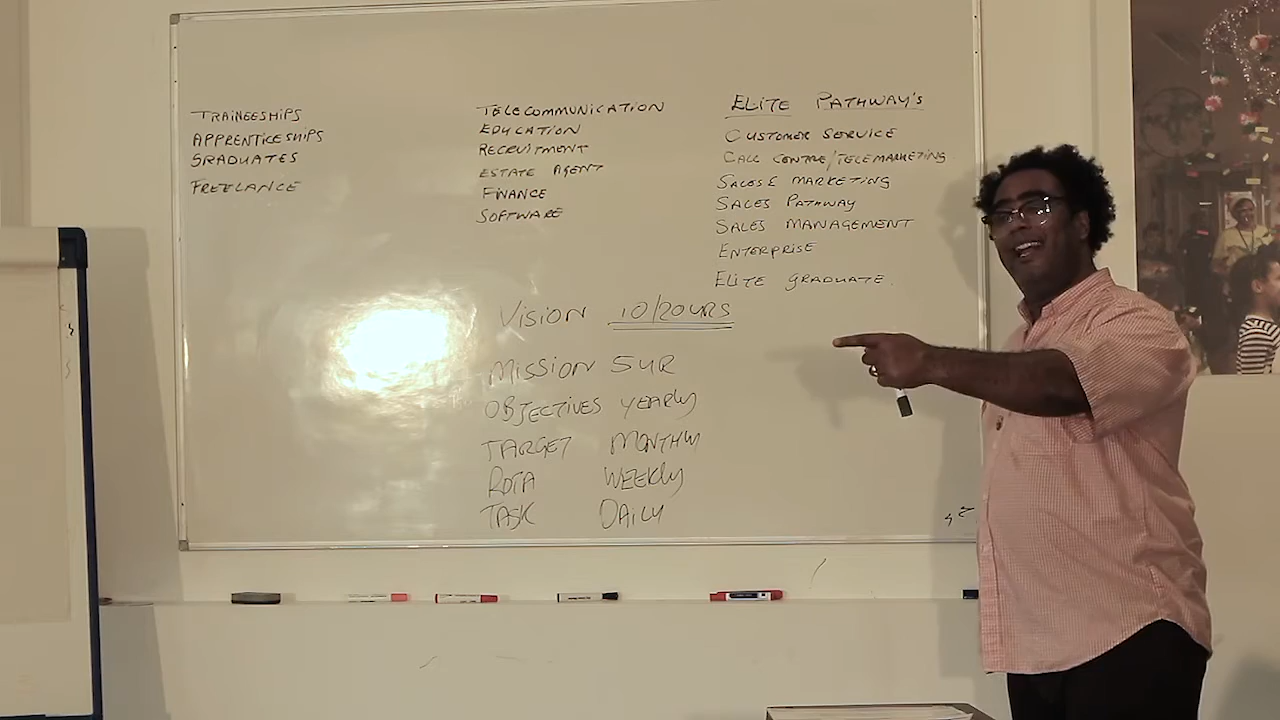 TRAINEESHIPS
APPRENTICESHIPS
GRADUATES
FREELANCE
TELECOMMUNICATION
EDUCATION
RECRUITMENT
ESTATE AGENT
FINANCE
SOFTWARE
ELITE PATHWAY'S
CUSTOMER SERVICE
CALL CENTRE/TELEMARKETING
SALES & MARKETING
SALES PATHWAY
SALES MANAGEMENT
ENTERPRISE
ELITE GRADUATE.
VISION 10/20URS
MISSION 5UR
OBJECTIVES YEARLY
TARGET MONTHLY
ROTA WEEKLY
TASK DAILY